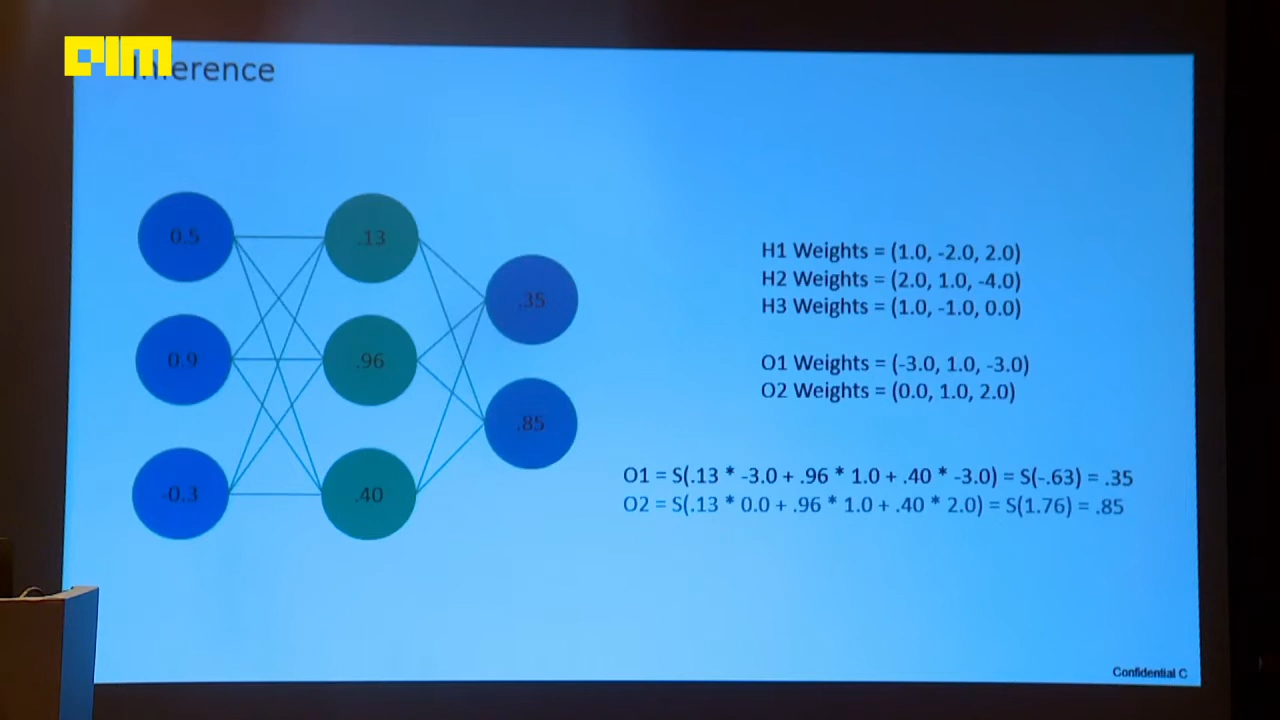 AIM
Inference
0.5
.13
.35
0.9
.96
.85
-0.3
.40
H1 Weights = (1.0, -2.0, 2.0)
H2 Weights = (2.0, 1.0, -4.0)
H3 Weights = (1.0, -1.0, 0.0)
O1 Weights = (-3.0, 1.0, -3.0)
O2 Weights = (0.0, 1.0, 2.0)
O1 = S(.13 * -3.0 + .96 * 1.0 + .40 * -3.0) = S(-.63) = .35
O2 = S(.13 * 0.0 + .96 * 1.0 + .40 * 2.0) = S(1.76) = .85
Confidential C